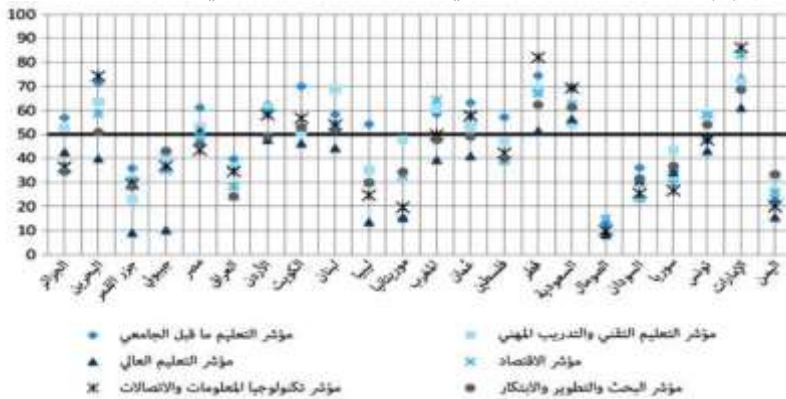 100
90
80
70
60
50
40
30
20
10
0
الجزائر
البحرين
جزر القمر
جيبوتي
مصر
العراق
الأردن
الكويت
لبنان
ليبيا
موريتانيا
المغرب
عُمان
فلسطين
قطر
السعودية
الصومال
السودان
سوريا
تونس
الإمارات
اليمن
مؤشر التعليم ما قبل الجامعي
مؤشر التعليم التقني والتدريب المهني
مؤشر التعليم العالي
مؤشر الاقتصاد
مؤشر تكنولوجيا المعلومات والاتصالات
مؤشر البحث والتطوير والابتكار